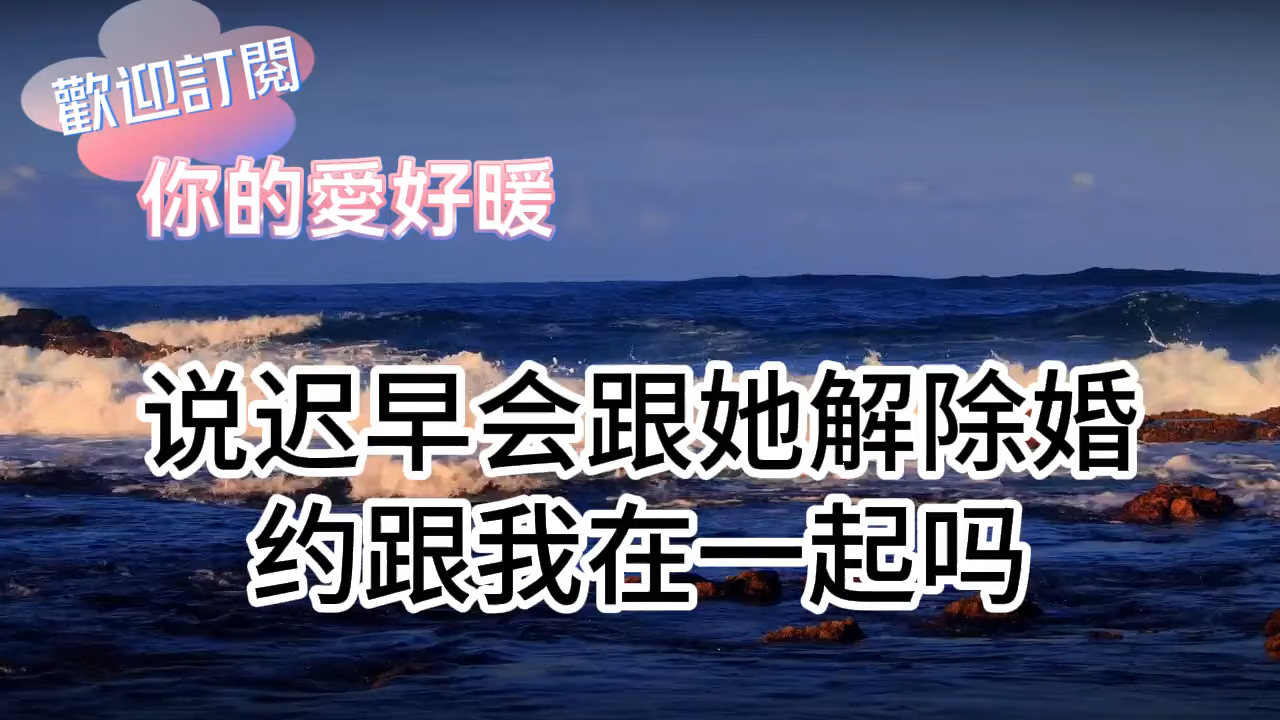 歡迎訂閱
你的愛好暖
说迟早会跟她解除婚
约跟我在一起吗